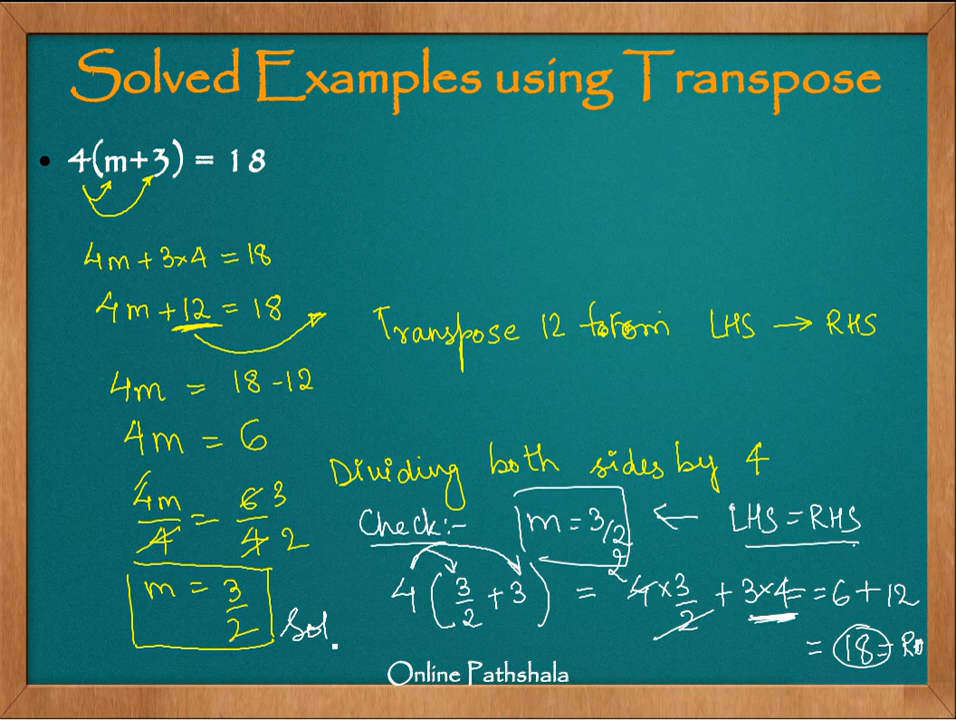 Solved Examples using Transpose
• 4(m+3) = 18
4m + 3×4 = 18
4m + 12 = 18
Transpose 12 from LHS → RHS
4m = 18 - 12
4m = 6
Dividing both sides by 4
4m/4 = 6/4 3 2
m = 3/2 Sol.
Check:- m = 3/2 ← LHS = RHS
4(3/2 + 3) = 4×3/2 2 + 3×4 = = 6 + 12
= 18 =
Online Pathshala